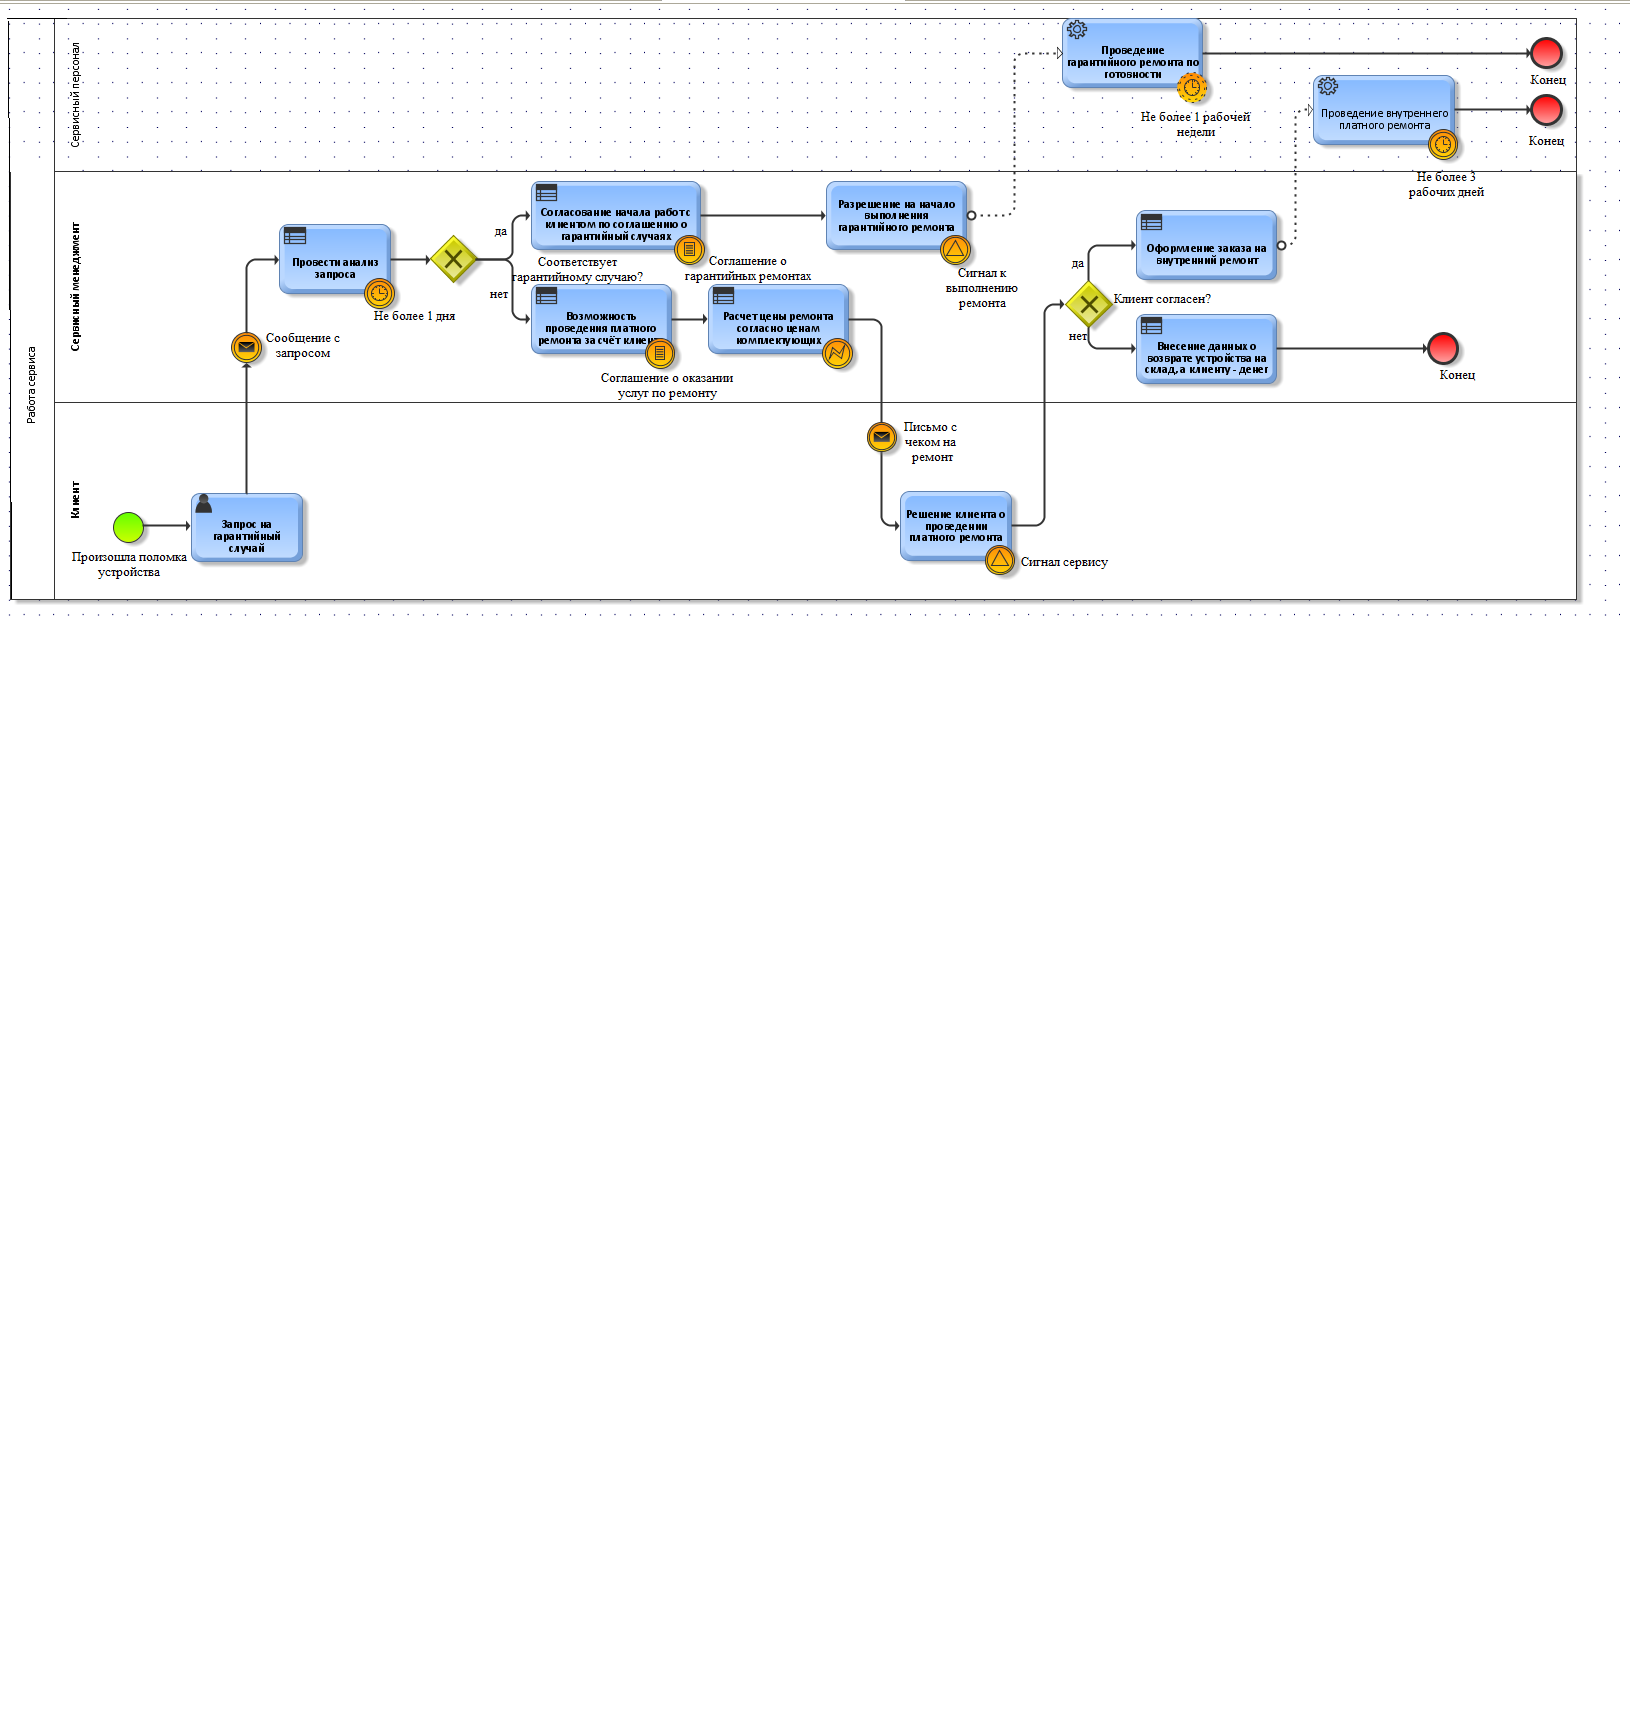 Работа сервиса
Сервисный персонал
Проведение
гарантийного ремонта по
готовности
Не более 1 рабочей
недели
Конец
Проведение внутреннего
платного ремонта
Не более 3
рабочих дней
Конец
Сервисный менеджмент
Сообщение с
запросом
Провести анализ
запроса
Не более 1 дня
да
нет
Соответствует
гарантийному случаю?
Согласование начала работ с
клиентом по соглашению о
гарантийный случаях
Соглашение о
гарантийных ремонтах
Разрешение на начало
выполнения
гарантийного ремонта
Сигнал к
выполнению
ремонта
Возможность
проведения платного
ремонта за счёт
Соглашение о оказании
услуг по ремонту
Расчет цены ремонта
согласно ценам
комплектующих
да
Клиент согласен?
нет
Оформление заказа на
внутренний ремонт
Внесение данных о
возврате устройства на
склад, а клиенту - денег
Конец
Клиент
Произошла поломка
устройства
Запрос на
гарантийный
случай
Письмо с
чеком на
ремонт
Решение клиента о
проведении
платного ремонта
Сигнал сервису